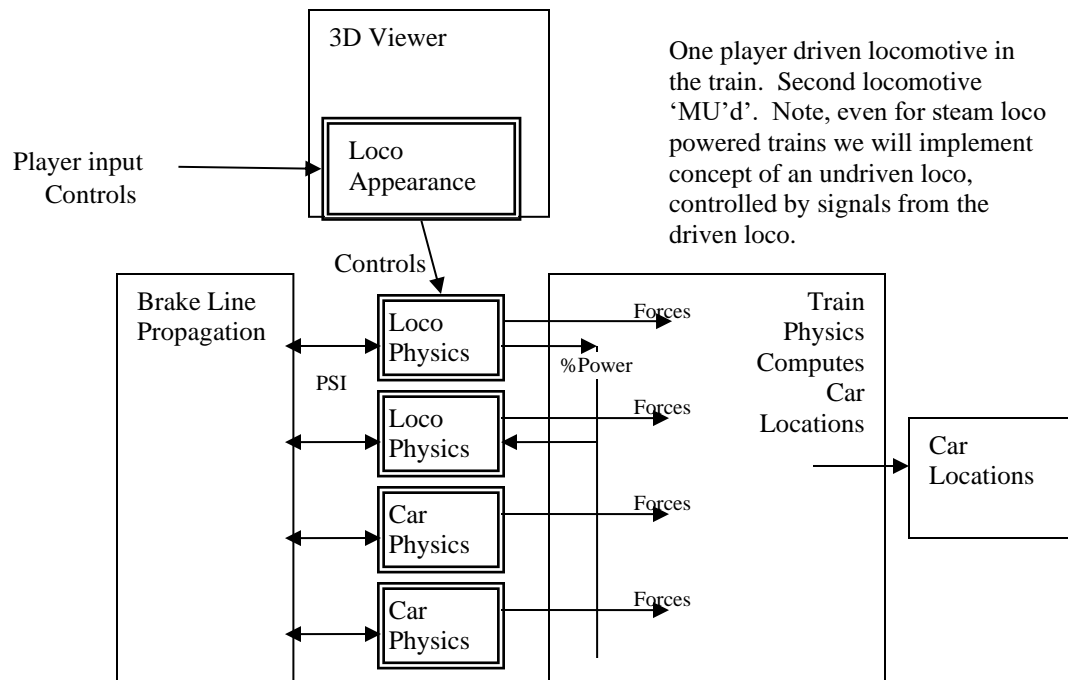 3D Viewer
One player driven locomotive in
the train. Second locomotive
‘MU’d’. Note, even for steam loco
powered trains we will implement
concept of an undriven loco,
controlled by signals from the
driven loco.
Loco
Appearance
Player input
Controls
Controls
Brake Line
Propagation
PSI
Loco
Physics
Forces
%Power
Loco
Physics
Forces
Car
Physics
Forces
Car
Physics
Forces
Train
Physics
Computes
Car
Locations
Car
Locations